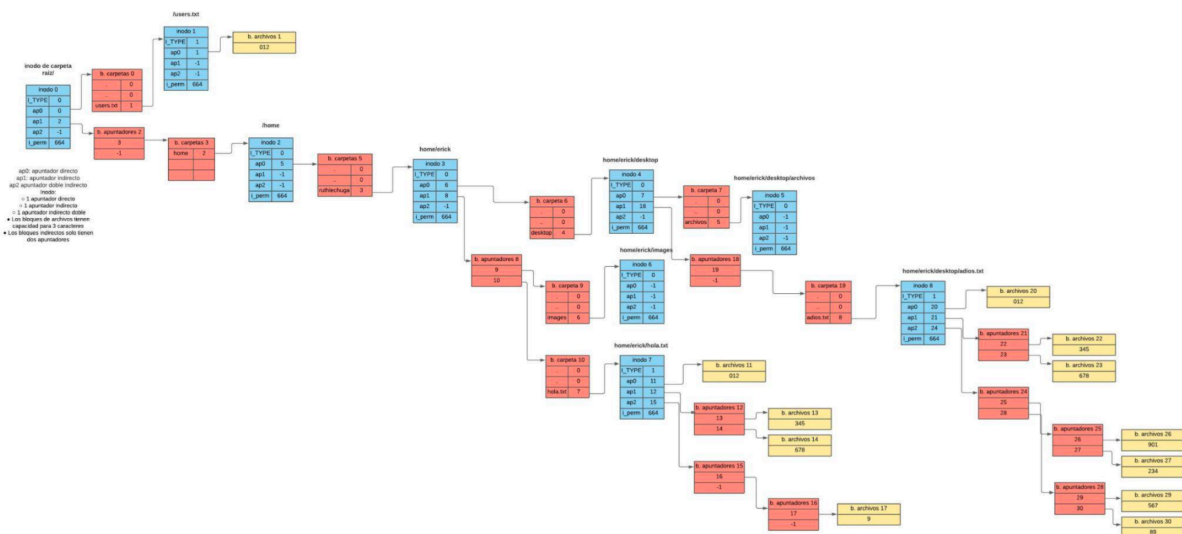 /users.txt
inodo 1
I_TYPE 1
ap0 1
ap1 -1
ap2 -1
i_perm 664
b. archivos 1
012
inodo de carpeta
raiz/
inodo 0
I_TYPE 0
ap0 0
ap1 2
ap2 -1
i_perm 664
b. carpetas 0
. 0
. 0
users.txt 1
b. apuntadores 2
3
-1
b. carpetas 3
home 2
ap0: apuntador directo
ap1: apuntador indirecto
ap2 apuntador doble indirecto
Inodo:
○ 1 apuntador directo
○ 1 apuntador indirecto
○ 1 apuntador indirecto doble
● Los bloques de archivos tienen
capacidad para 3 caracteres
● Los bloques indirectos solo tienen
dos apuntadores
/home
inodo 2
I_TYPE 0
ap0 5
ap1 -1
ap2 -1
i_perm 664
b. carpetas 5
. 0
. 0
ruthlechuga 3
home/erick
inodo 3
I_TYPE 0
ap0 6
ap1 8
ap2 -1
i_perm 664
b. carpeta 6
. 0
. 0
desktop 4
home/erick/desktop
inodo 4
I_TYPE 0
ap0 7
ap1 18
ap2 -1
i_perm 664
b. carpeta 7
. 0
. 0
archivos 5
home/erick/desktop/archivos
inodo 5
I_TYPE 0
ap0 -1
ap1 -1
ap2 -1
i_perm 664
b. apuntadores 8
9
10
b. carpeta 9
. 0
. 0
images 6
home/erick/images
inodo 6
I_TYPE 0
ap0 -1
ap1 -1
ap2 -1
i_perm 664
b. apuntadores 18
19
-1
b. carpeta 19
. 0
. 0
adios.txt 8
home/erick/desktop/adios.txt
inodo 8
I_TYPE 1
ap0 20
ap1 21
ap2 24
i_perm 664
b. archivos 20
012
b. apuntadores 21
22
23
b. archivos 22
345
b. archivos 23
678
b. apuntadores 24
25
28
b. apuntadores 25
26
27
b. archivos 26
901
b. archivos 27
234
b. apuntadores 28
29
30
b. archivos 29
567
b. archivos 30
89
b. carpeta 10
. 0
. 0
hola.txt 7
home/erick/hola.txt
inodo 7
I_TYPE 1
ap0 11
ap1 12
ap2 15
i_perm 664
b. archivos 11
012
b. apuntadores 12
13
14
b. archivos 13
345
b. archivos 14
678
b. apuntadores 15
16
-1
b. apuntadores 16
17
-1
b. archivos 17
9